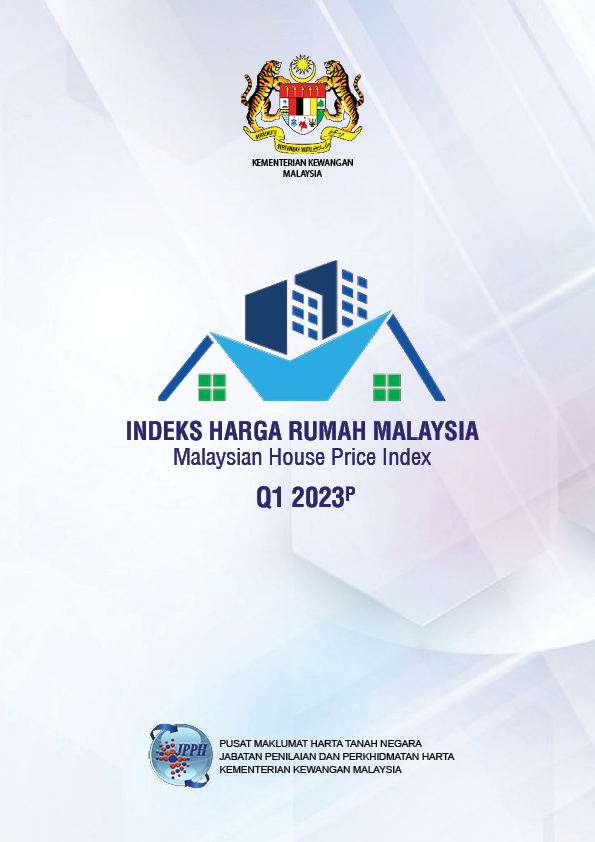 KEMENTERIAN KEWANGAN
MALAYSIA
INDEKS HARGA RUMAH MALAYSIA
Malaysian House Price Index
Q1 2023ᴾ
JPPH
PUSAT MAKLUMAT HARTA TANAH NEGARA
JABATAN PENILAIAN DAN PERKHIDMATAN HARTA
KEMENTERIAN KEWANGAN MALAYSIA